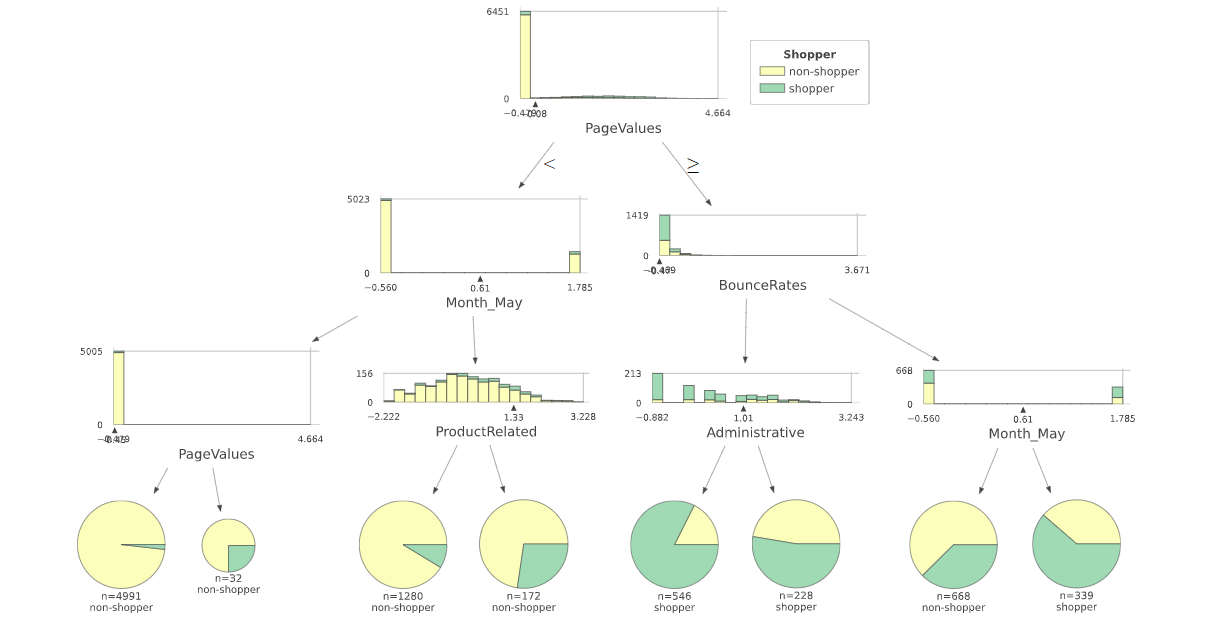 6451
Shopper
non-shopper
shopper
0
−0.479
0.08
4.664
PageValues
<
≥
5023
0
−0.560
0.61
1.785
Month_May
1419
0
3.671
BounceRates
5005
0
4.664
PageValues
156
0
−2.222
1.33
3.228
ProductRelated
213
0
−0.882
1.01
3.243
Administrative
668
0
−0.560
0.61
1.785
Month_May
n=4991
non-shopper
n=32
non-shopper
n=1280
non-shopper
n=172
non-shopper
n=546
shopper
n=228
shopper
n=668
non-shopper
n=339
shopper